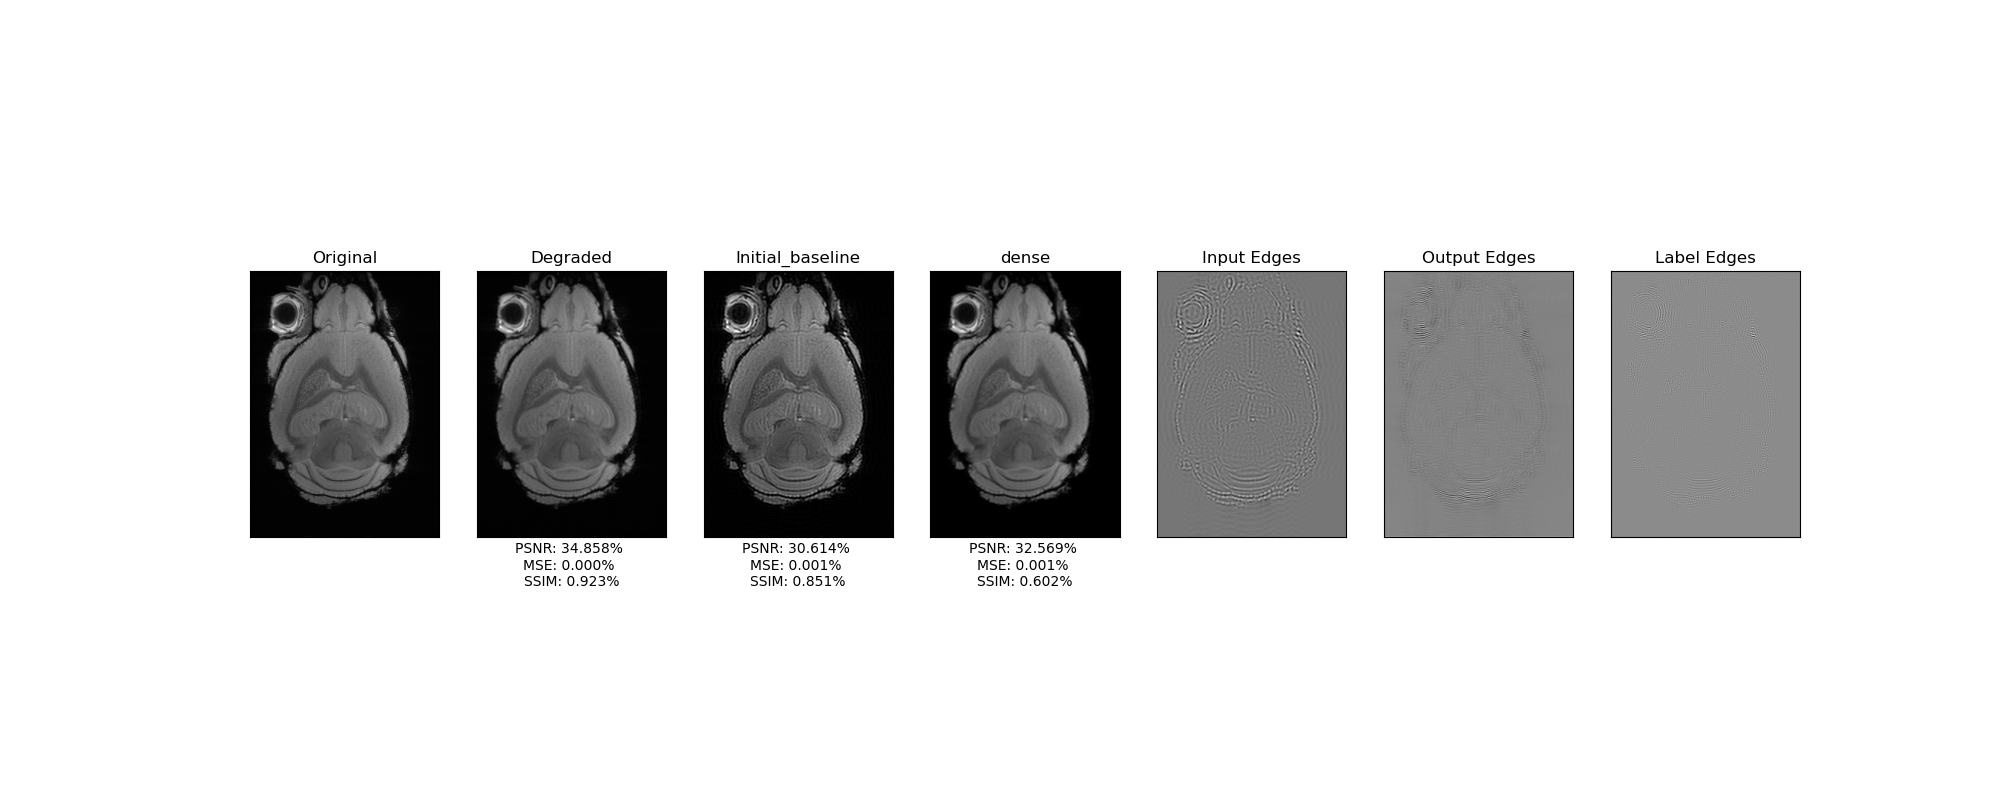 Original
Degraded
Initial_baseline
dense
Input Edges
Output Edges
Label Edges
PSNR: 34.858%
MSE: 0.000%
SSIM: 0.923%
PSNR: 30.614%
MSE: 0.001%
SSIM: 0.851%
PSNR: 32.569%
MSE: 0.001%
SSIM: 0.602%